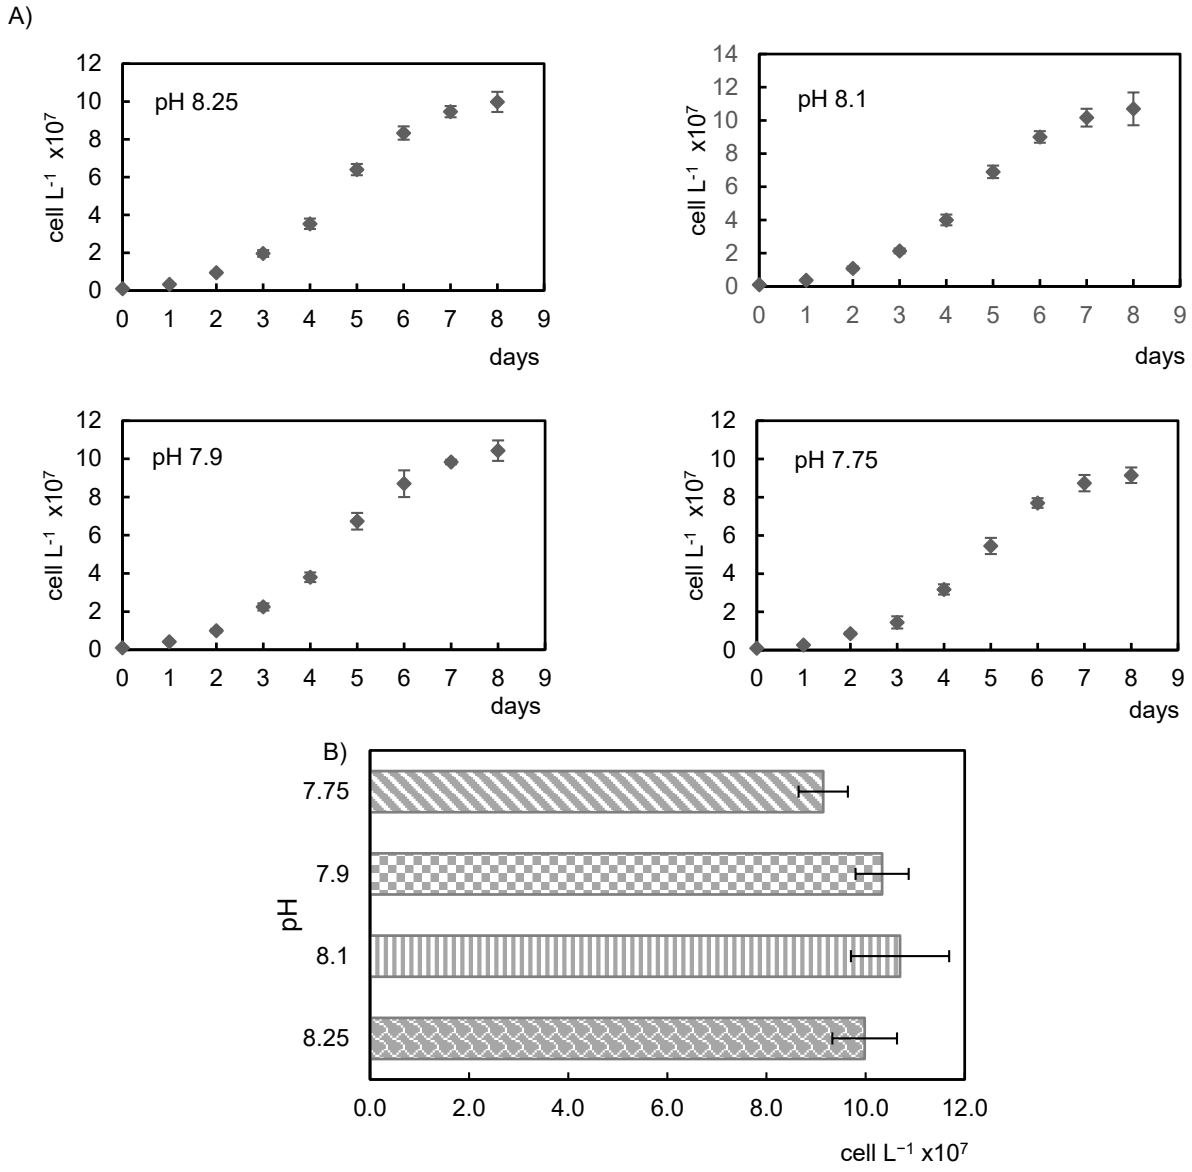 A)
12
10
8
6
4
2
0
pH 8.25
cell L⁻¹ x10⁷
0 1 2 3 4 5 6 7 8 9
days
14
12
10
8
6
4
2
0
pH 8.1
cell L⁻¹ x10⁷
0 1 2 3 4 5 6 7 8 9
days
12
10
8
6
4
2
0
pH 7.9
cell L⁻¹ x10⁷
0 1 2 3 4 5 6 7 8 9
days
12
10
8
6
4
2
0
pH 7.75
cell L⁻¹ x10⁷
0 1 2 3 4 5 6 7 8 9
days
B)
7.75
7.9
pH
8.1
8.25
0.0 2.0 4.0 6.0 8.0 10.0 12.0
cell L⁻¹ x10⁷